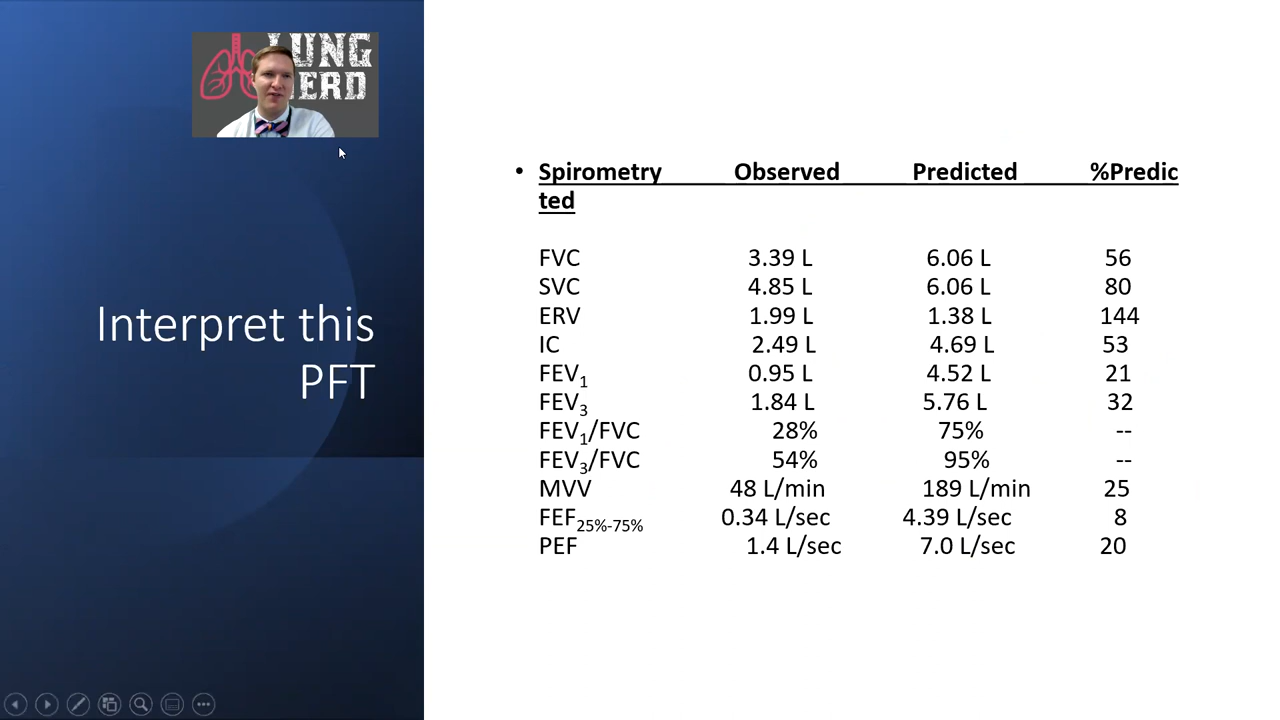 LUNG
ERD
Interpret this
PFT
• Spirometry Observed Predicted %Predic
ted
FVC 3.39 L 6.06 L 56
SVC 4.85 L 6.06 L 80
ERV 1.99 L 1.38 L 144
IC 2.49 L 4.69 L 53
FEV1 0.95 L 4.52 L 21
FEV3 1.84 L 5.76 L 32
FEV1/FVC 28% 75% --
FEV3/FVC 54% 95% --
MVV 48 L/min 189 L/min 25
FEF25%-75% 0.34 L/sec 4.39 L/sec 8
PEF 1.4 L/sec 7.0 L/sec 20